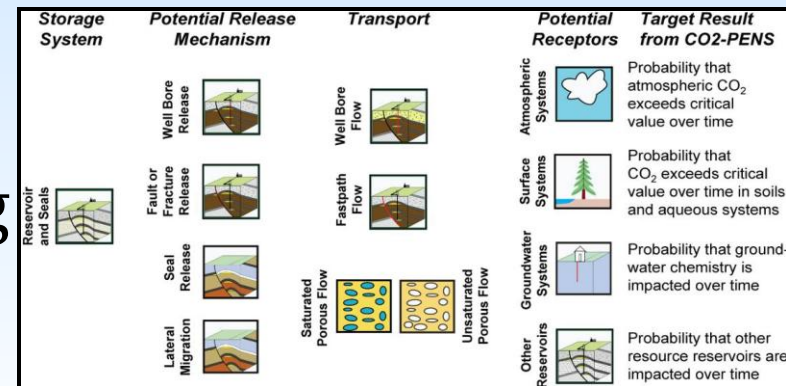 Storage
System
Potential Release
Mechanism
Transport
Potential
Receptors
Target Result
from CO2-PENS
g
Reservoir
and Seals
Well Bore
Release
Fault or
Fracture
Release
Seal
Release
Lateral
Migration
Well Bore
Flow
Fastpath
Flow
Saturated
Porous Flow
Unsaturated
Porous Flow
Atmospheric
Systems
Probability that
atmospheric CO₂
exceeds critical
value over time
Surface
Systems
Probability that
CO₂ exceeds critical
value over time in soils
and aqueous systems
Groundwater
Systems
Probability that ground-
water chemistry is
impacted over time
Other
Reservoirs
Probability that other
resource reservoirs are
impacted over time